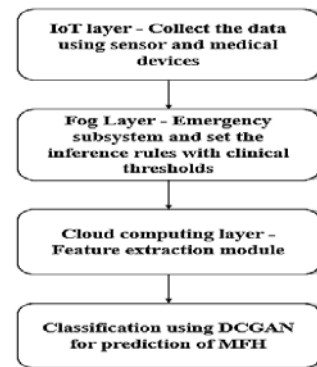 IoT layer - Collect the data
using sensor and medical
devices
Fog Layer - Emergency
subsystem and set the
inference rules with clinical
thresholds
Cloud computing layer -
Feature extraction module
Classification using DCGAN
for prediction of MFH